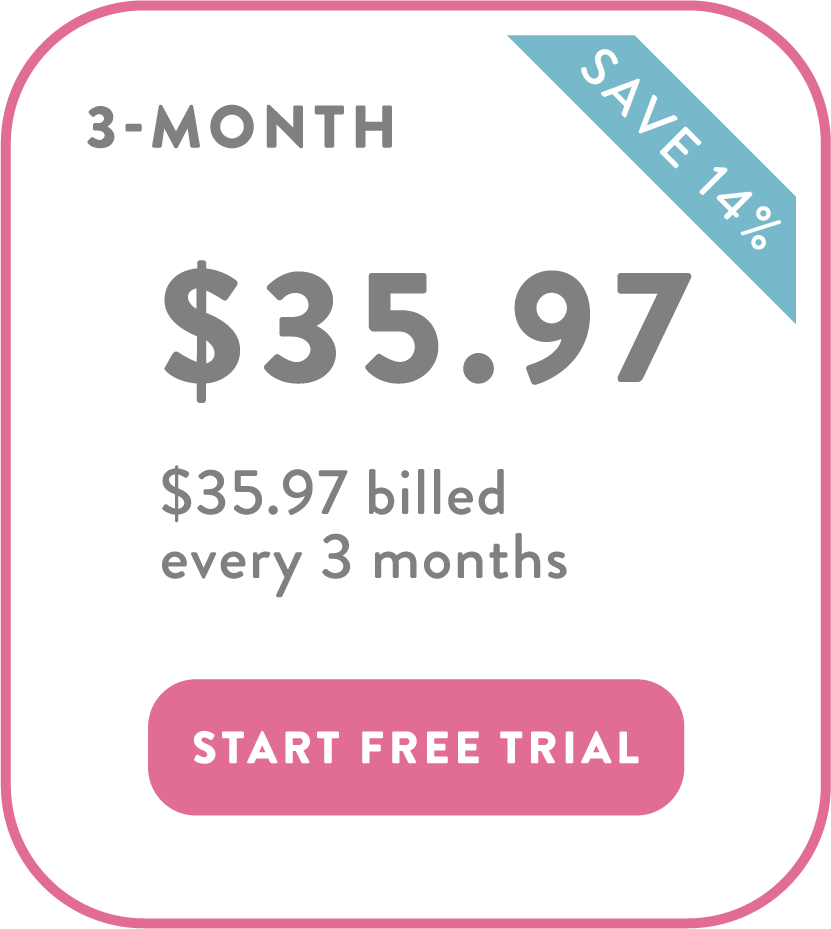 3-MONTH
SAVE 14%
$35.97
$35.97 billed
every 3 months
START FREE TRIAL